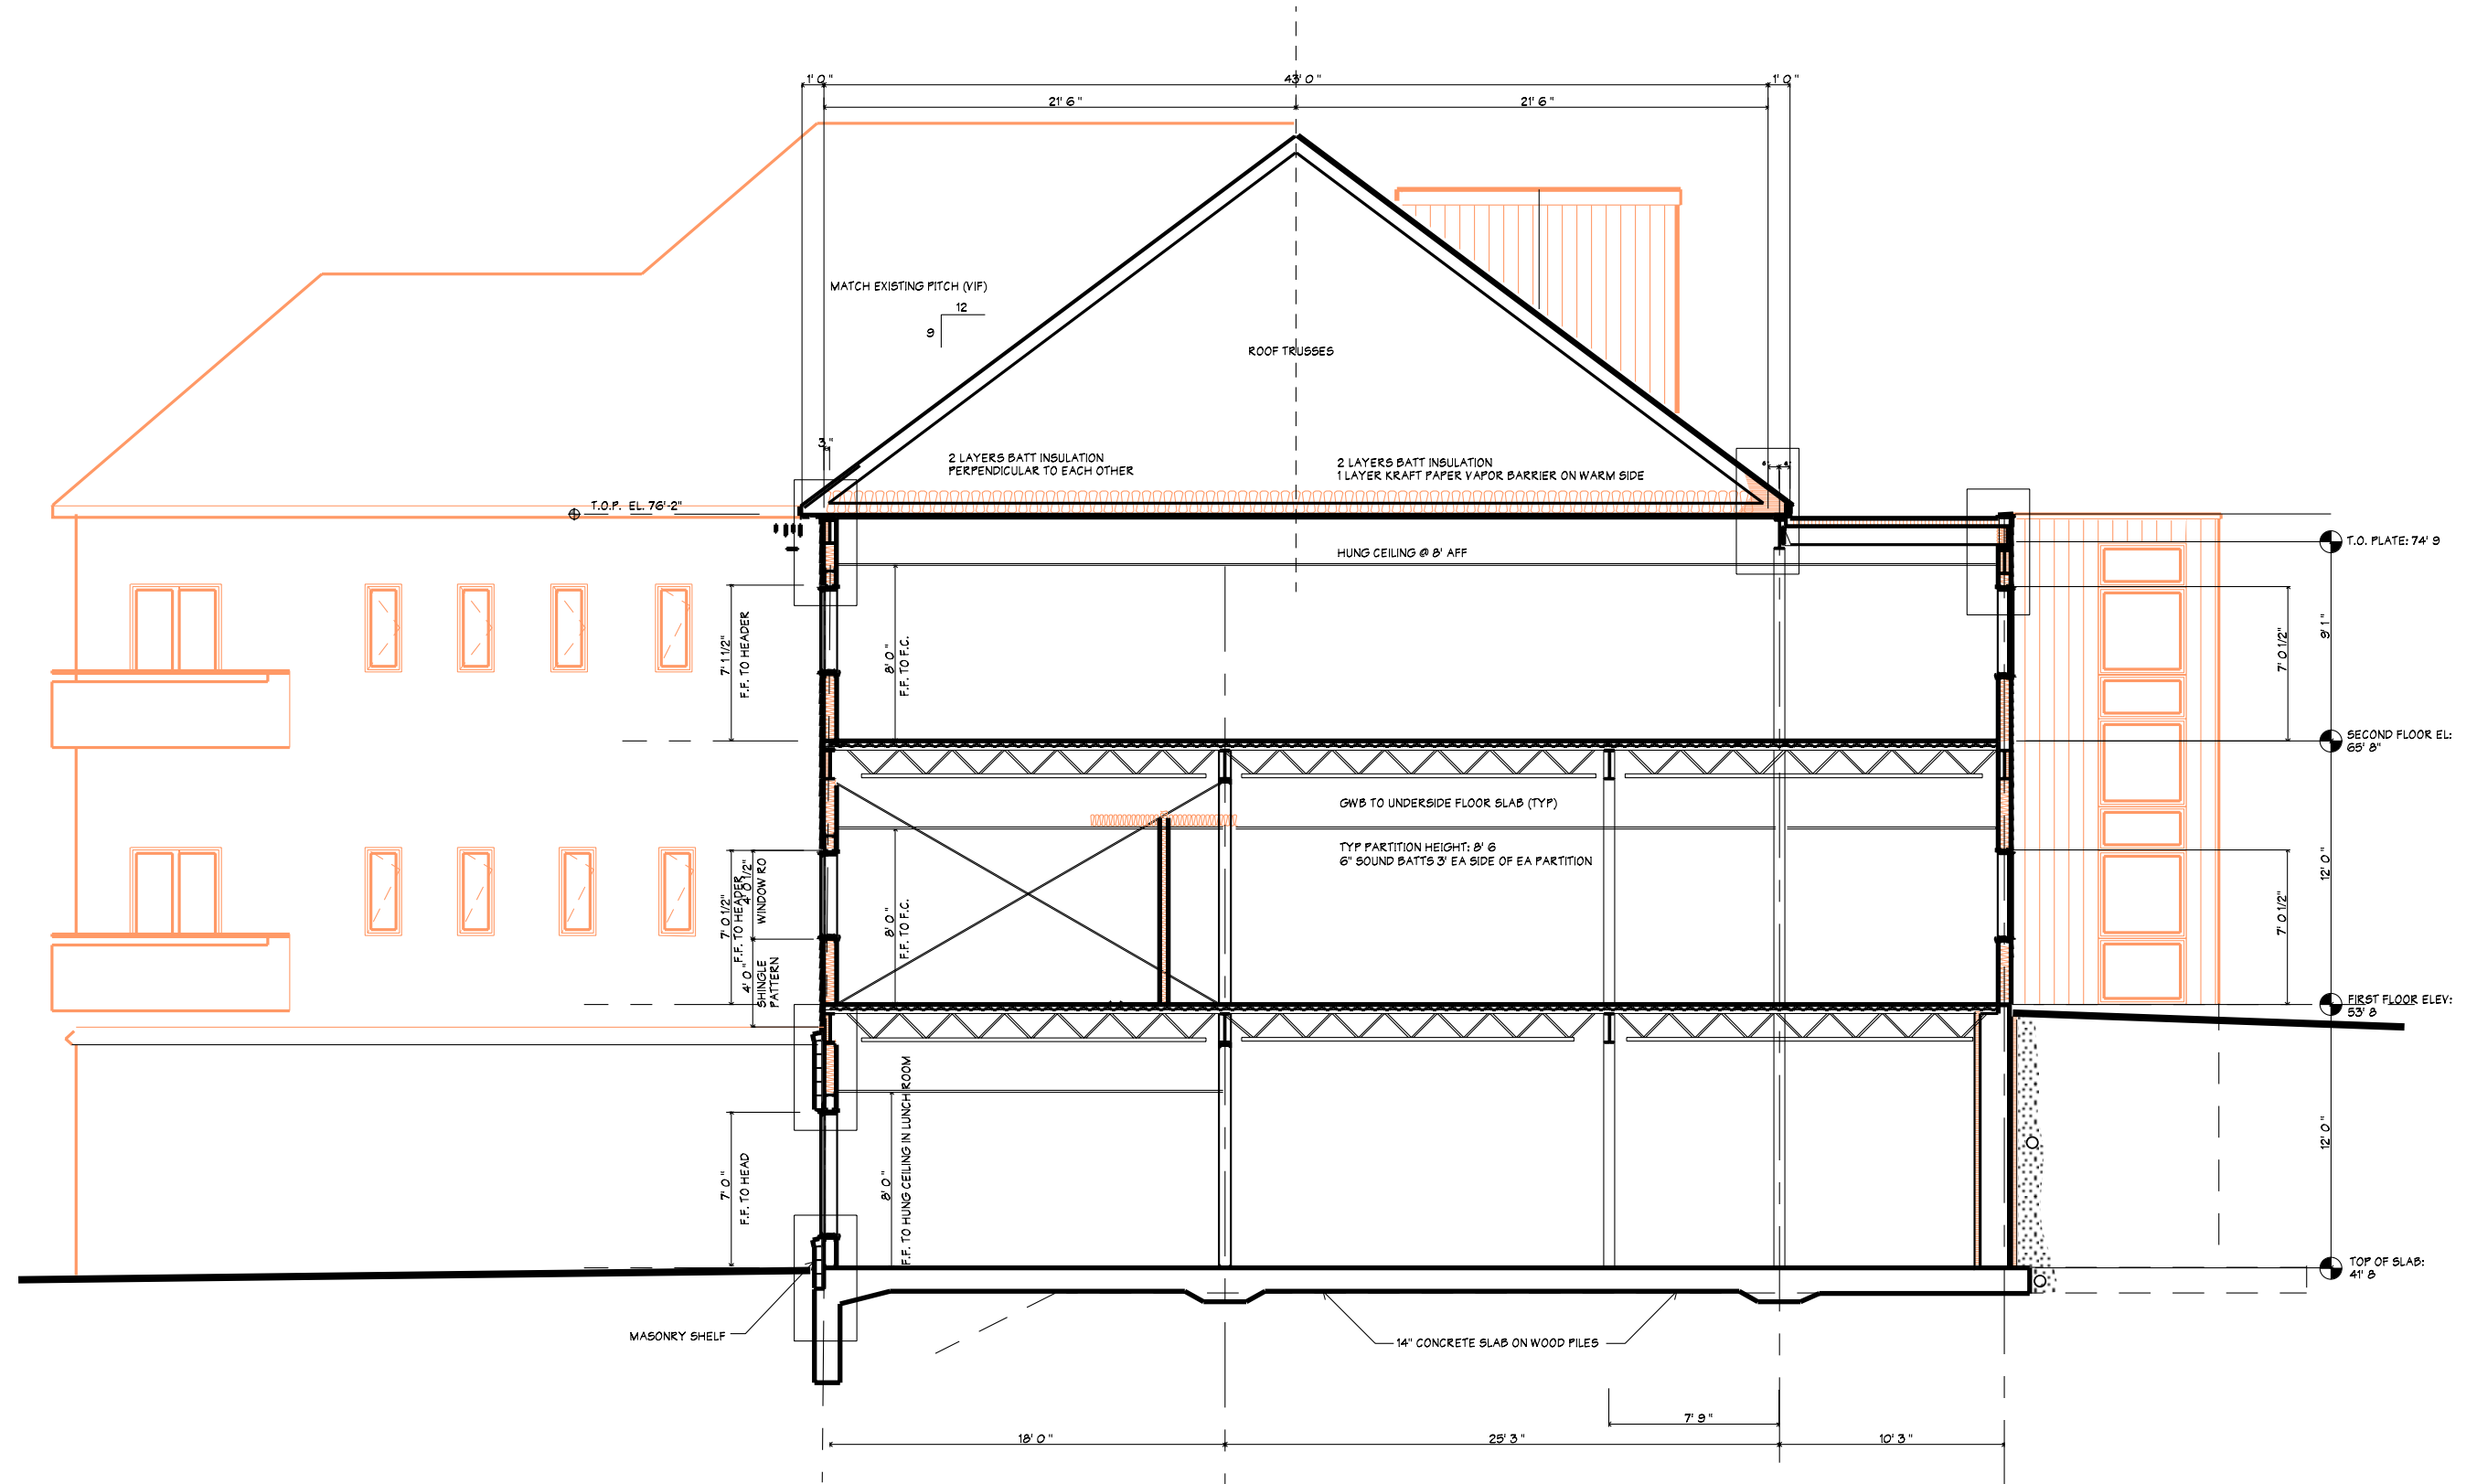 1' 0"
43' 0"
1' 0"
21' 6"
21' 6"
MATCH EXISTING PITCH (VIF)
12
9
ROOF TRUSSES
3"
2 LAYERS BATT INSULATION
PERPENDICULAR TO EACH OTHER
2 LAYERS BATT INSULATION
1 LAYER KRAFT PAPER VAPOR BARRIER ON WARM SIDE
T.O.P. EL. 76'-2"
HUNG CEILING @ 8' AFF
T.O. PLATE: 74' 9
7' 1 1/2"
F.F. TO HEADER
8' 0"
F.F. TO F.C.
7' 0 1/2"
9' 1"
SECOND FLOOR EL:
65' 8"
GWB TO UNDERSIDE FLOOR SLAB (TYP)
TYP PARTITION HEIGHT: 8' 6
6" SOUND BATTS 3' EA SIDE OF EA PARTITION
7' 0 1/2"
F.F. TO HEADER
4' 0 1/2"
WINDOW RO
4' 0"
SHINGLE
PATTERN
8' 0"
F.F. TO F.C.
7' 0 1/2"
12' 0"
FIRST FLOOR ELEV:
53' 8
7' 0"
F.F. TO HEAD
8' 0"
F.F. TO HUNG CEILING IN LUNCH ROOM
12' 0"
TOP OF SLAB:
41' 8
MASONRY SHELF
14" CONCRETE SLAB ON WOOD PILES
7' 9"
18' 0"
25' 3"
10' 3"